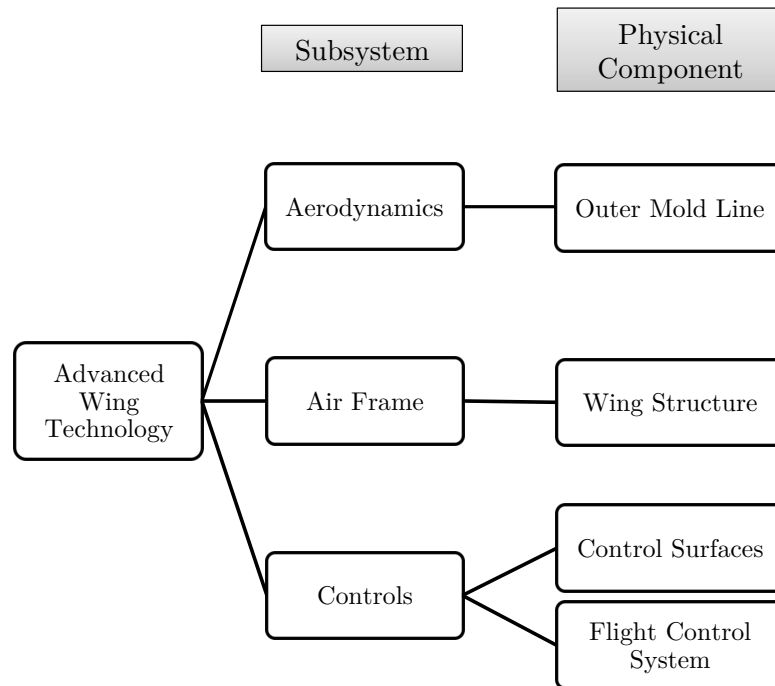 Subsystem
Physical
Component
Aerodynamics
Outer Mold Line
Advanced
Wing
Technology
Air Frame
Wing Structure
Controls
Control Surfaces
Flight Control
System